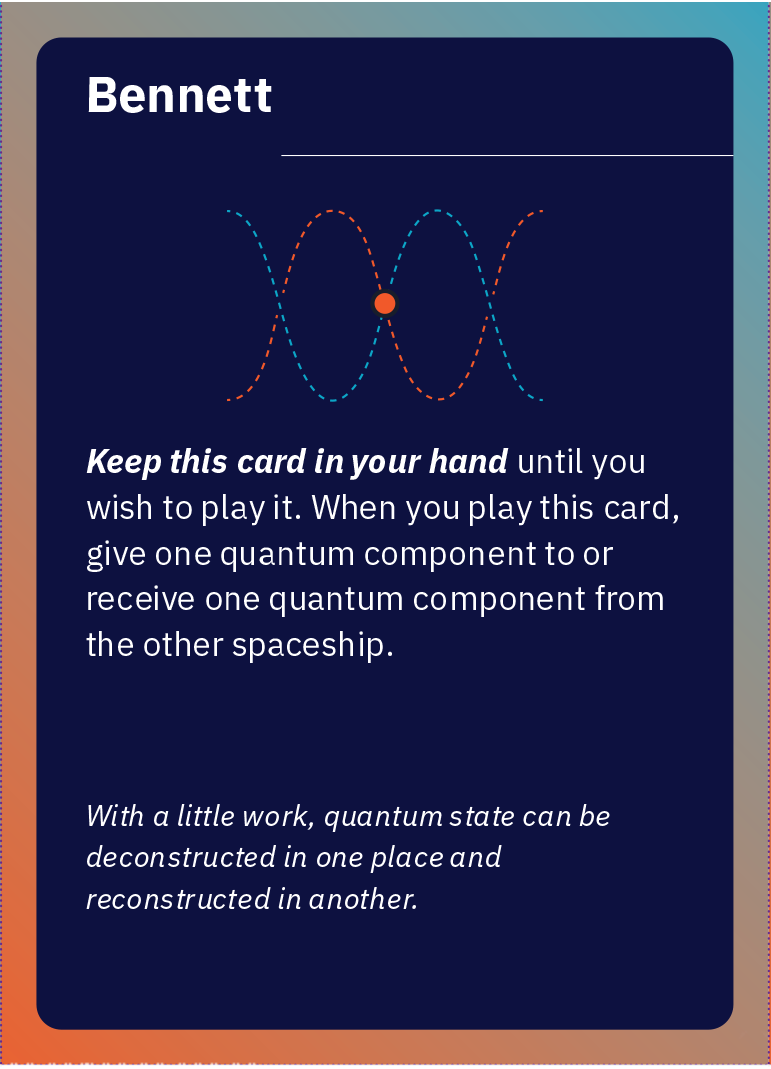 Bennett
Keep this card in your hand until you
wish to play it. When you play this card,
give one quantum component to or
receive one quantum component from
the other spaceship.
With a little work, quantum state can be
deconstructed in one place and
reconstructed in another.